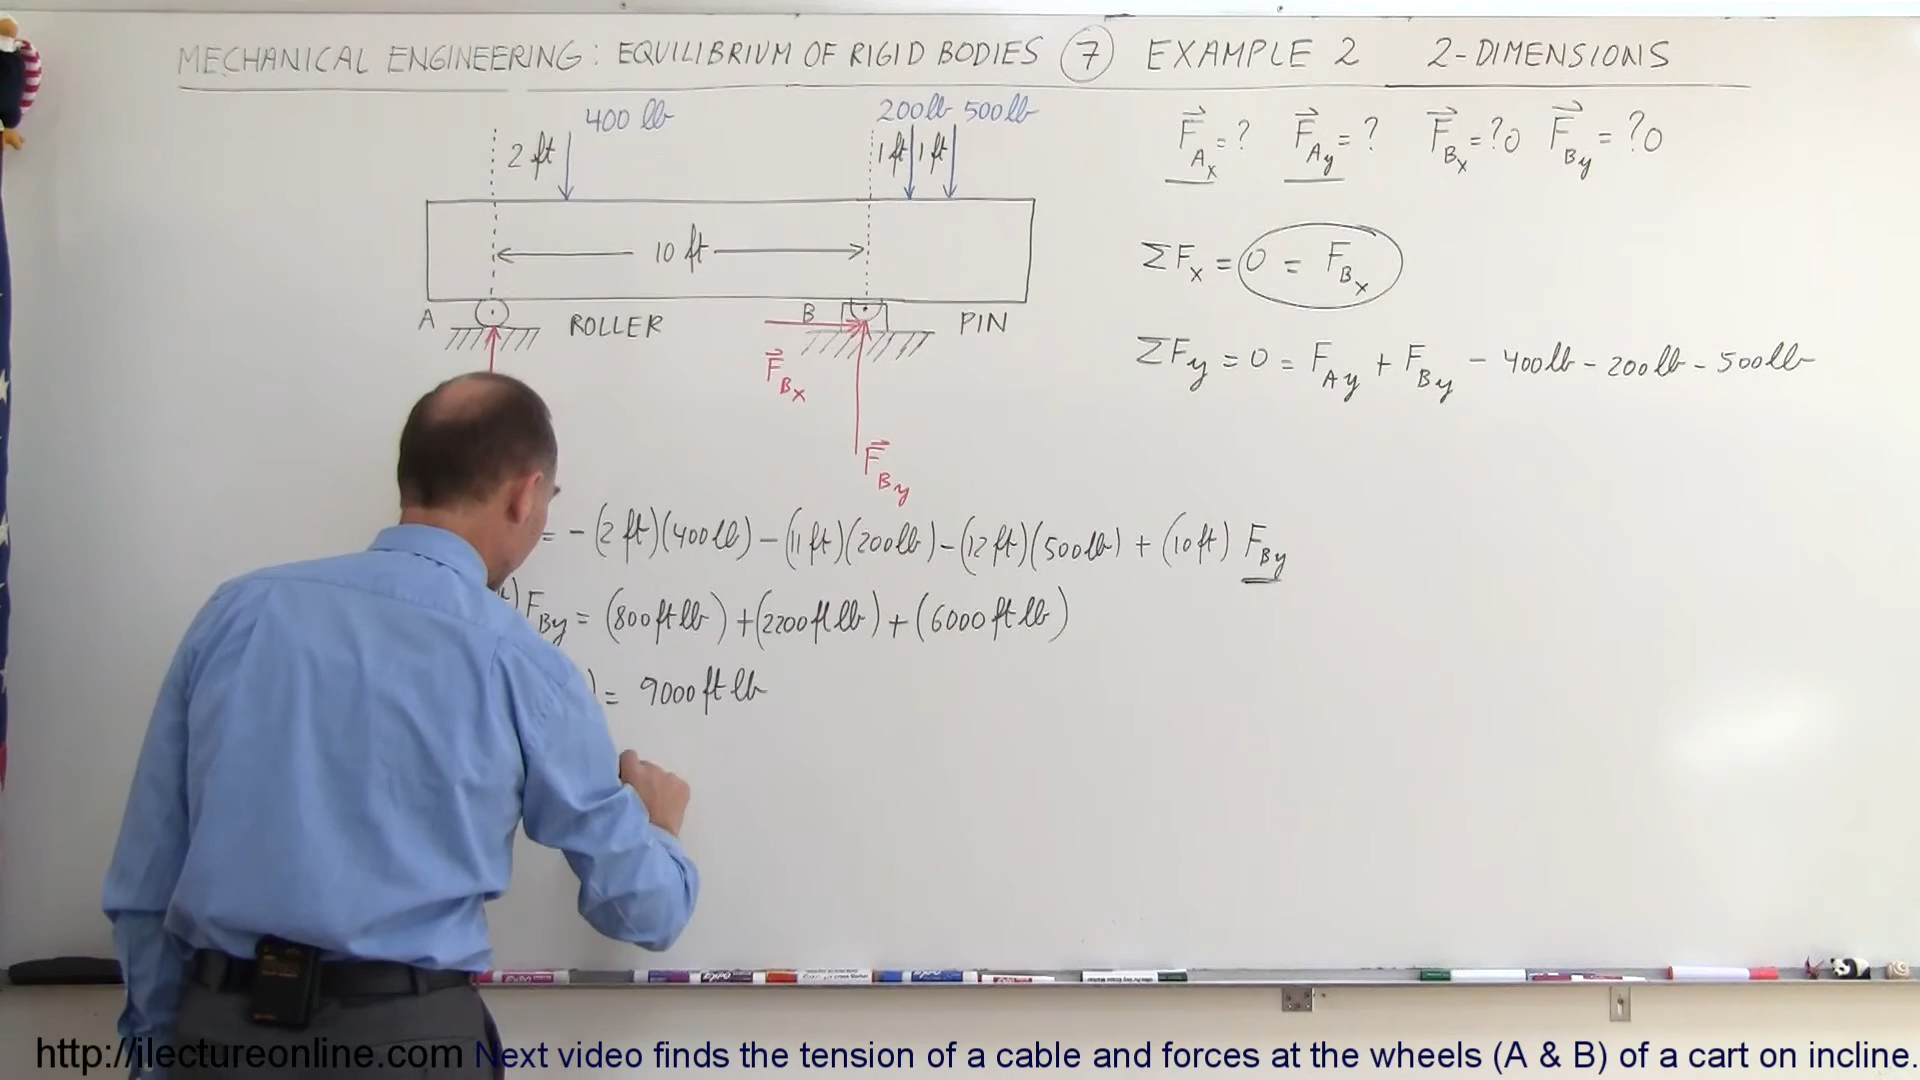 MECHANICAL ENGINEERING: EQUILIBRIUM OF RIGID BODIES 7 EXAMPLE 2 2-DIMENSIONS
400 lb 200lb 500lb
2 ft 1 ft 1 ft
10 ft
A ROLLER B PIN
F⃗Bx
F⃗By
F⃗Ax = ? F⃗Ay = ? F⃗Bx = ?0 F⃗By = ?0
ΣFx = 0 = FBx
ΣFy = 0 = FAy + FBy - 400lb - 200lb - 500lb
= -(2 ft)(400lb) - (11 ft)(200lb) - (12 ft)(500lb) + (10 ft) FBy
FBy = (800 ft lb) + (2200 ft lb) + (6000 ft lb)
) = 9000 ft lb
http://ilectureonline.com Next video finds the tension of a cable and forces at the wheels (A & B) of a cart on incline.